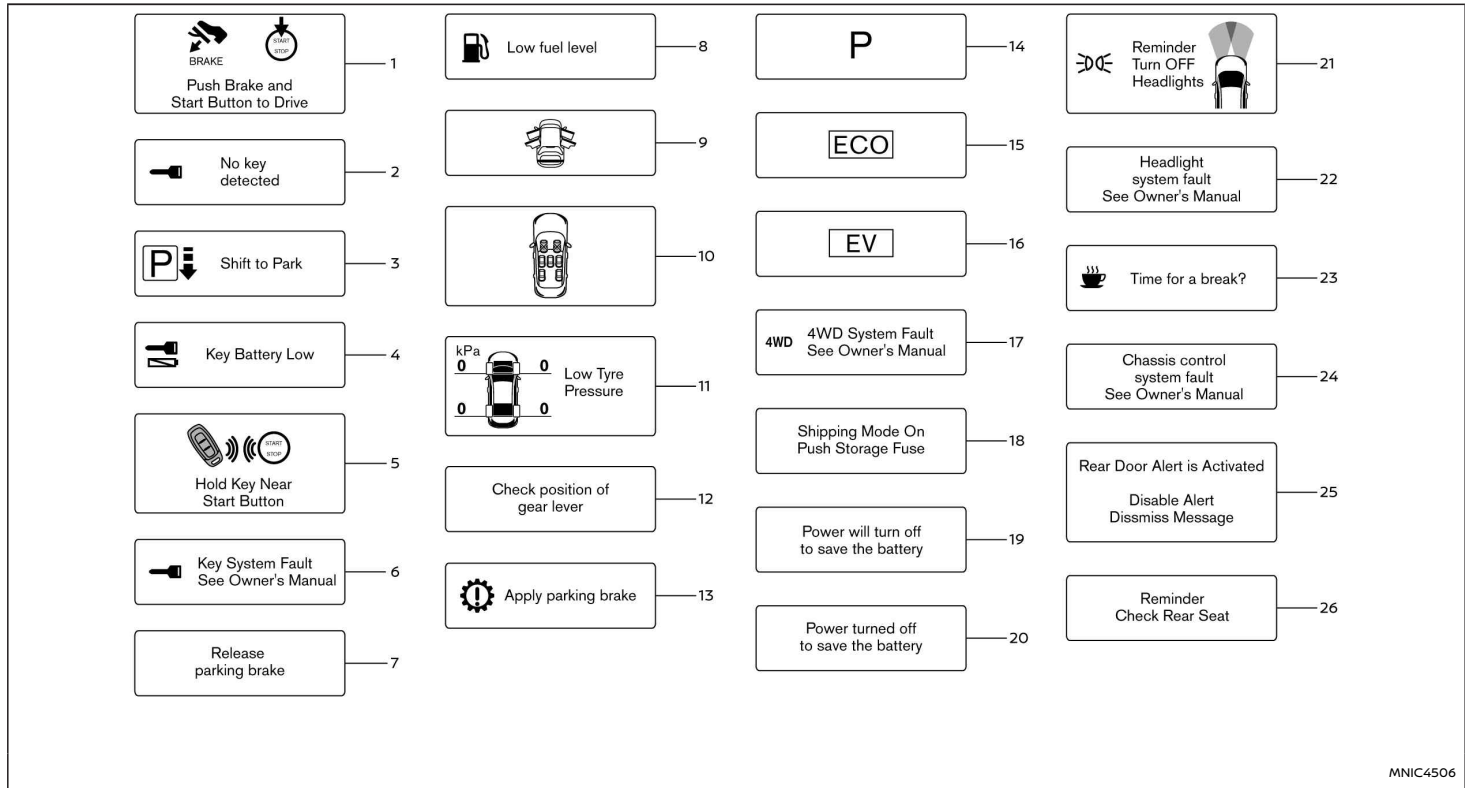 BRAKE
START
STOP
Push Brake and
Start Button to Drive
1
No key
detected
2
P
Shift to Park
3
Key Battery Low
4
START
STOP
Hold Key Near
Start Button
5
Key System Fault
See Owner's Manual
6
Release
parking brake
7
Low fuel level
8
9
10
kPa
0 0
Low Tyre
Pressure
0 0
11
Check position of
gear lever
12
Apply parking brake
13
P
14
ECO
15
EV
16
4WD
4WD System Fault
See Owner's Manual
17
Shipping Mode On
Push Storage Fuse
18
Power will turn off
to save the battery
19
Power turned off
to save the battery
20
Reminder
Turn OFF
Headlights
21
Headlight
system fault
See Owner's Manual
22
Time for a break?
23
Chassis control
system fault
See Owner's Manual
24
Rear Door Alert is Activated
Disable Alert
Dissmiss Message
25
Reminder
Check Rear Seat
26
MNIC4506